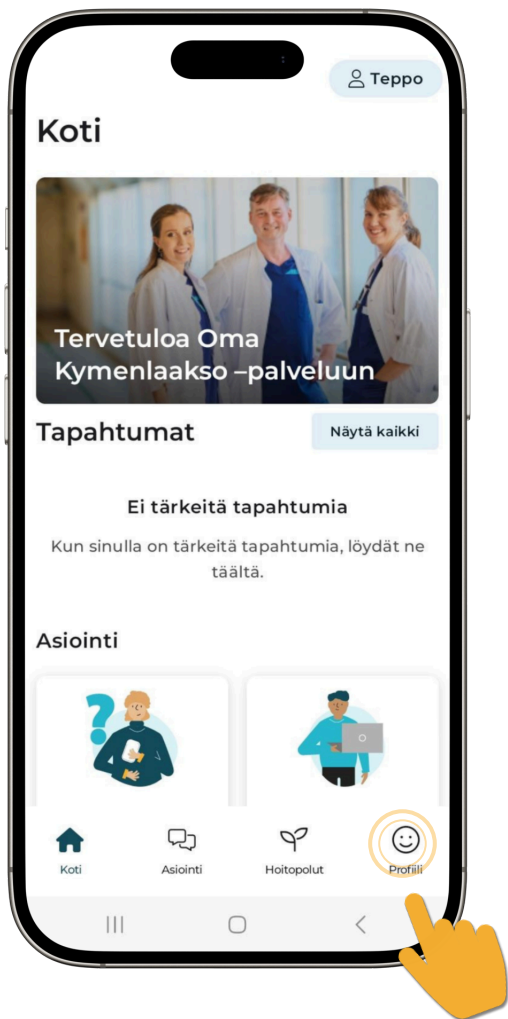 Teppo
Koti
Tervetuloa Oma
Kymenlaakso –palveluun
Tapahtumat
Näytä kaikki
Ei tärkeitä tapahtumia
Kun sinulla on tärkeitä tapahtumia, löydät ne
täältä.
Asiointi
?
Koti
Asiointi
Hoitopolut
Profiili